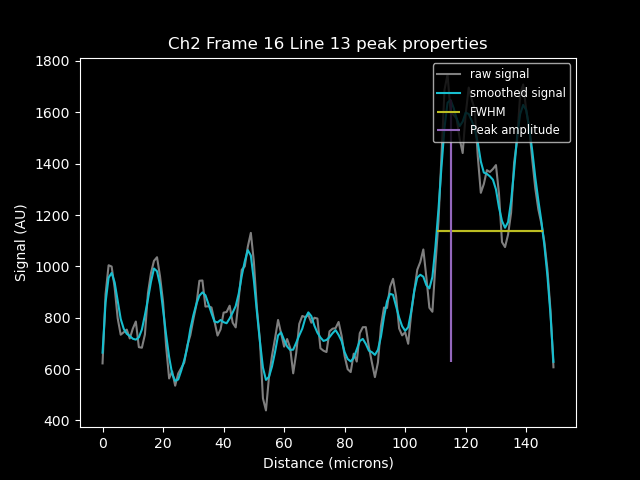 Ch2 Frame 16 Line 13 peak properties
raw signal
smoothed signal
FWHM
Peak amplitude
Signal (AU)
1800
1600
1400
1200
1000
800
600
400
0 20 40 60 80 100 120 140
Distance (microns)